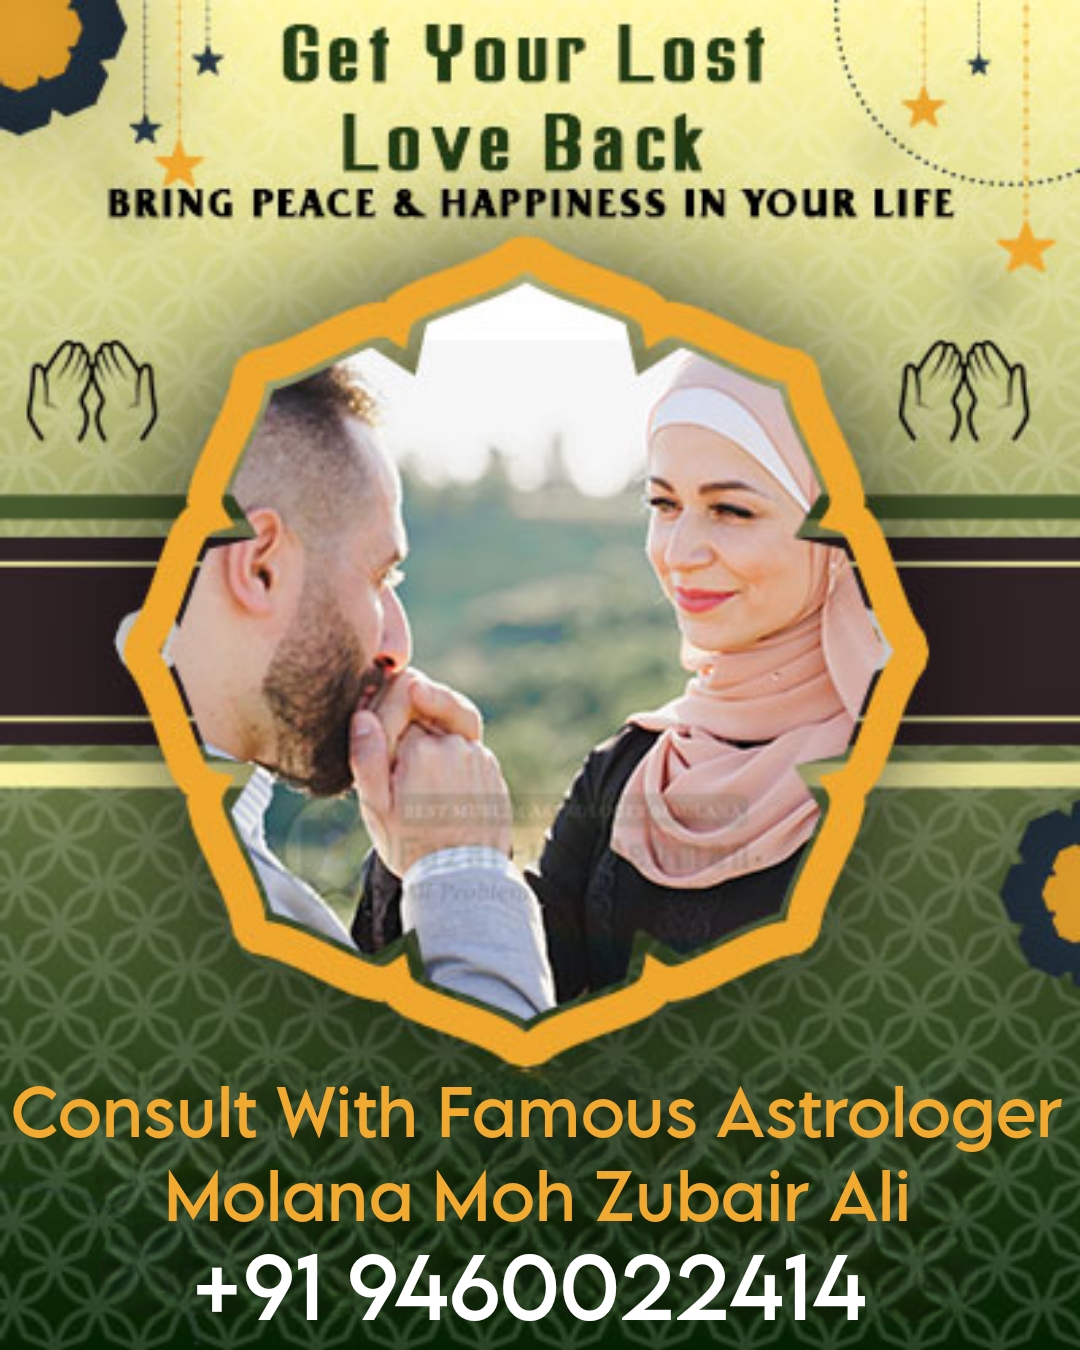 Get Your Lost
Love Back
BRING PEACE & HAPPINESS IN YOUR LIFE
Consult With Famous Astrologer
Molana Moh Zubair Ali
+91 9460022414